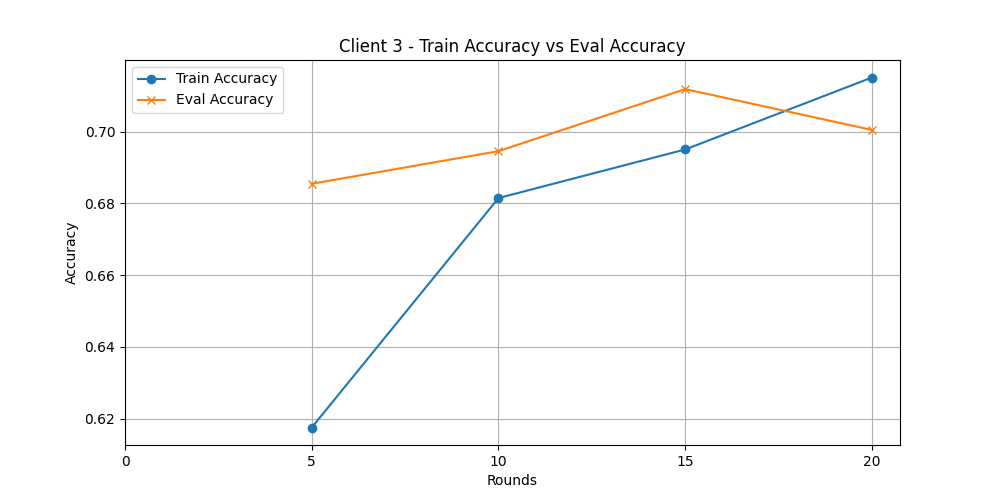 Client 3 - Train Accuracy vs Eval Accuracy
Train Accuracy
Eval Accuracy
0.70
0.68
0.66
0.64
0.62
Accuracy
0 5 10 15 20
Rounds